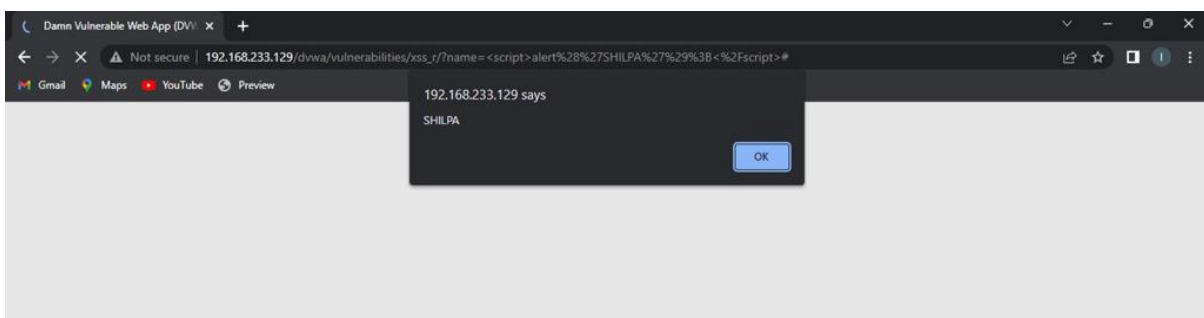 Damn Vulnerable Web App (DVW
Not secure | 192.168.233.129/dvwa/vulnerabilities/xss_r/?name=<script>alert%28%27SHILPA%27%29%3B<%2Fscript>#
Gmail Maps YouTube Preview
192.168.233.129 says
SHILPA
OK